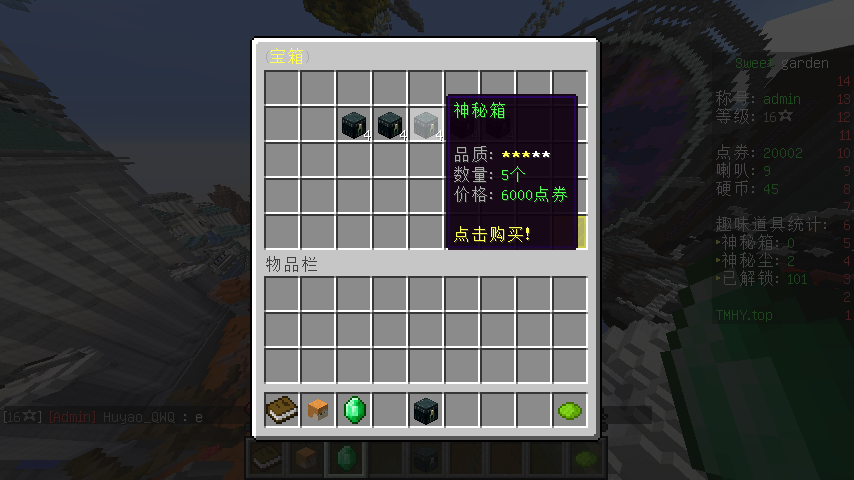 宝箱
4
4
4
神秘箱
品质: ★★★★★
数量: 5个
价格: 6000点券
点击购买!
物品栏
Sweet garden
14
称号: admin 13
等级: 16☆ 12
11
点券: 20002 10
喇叭: 9 9
硬币: 45 8
7
趣味道具统计: 6
▸神秘箱: 0 5
▸神秘尘: 2 4
▸已解锁: 101 3
2
TMHY.top 1
[16☆] [Admin] Huyao_QWQ : e